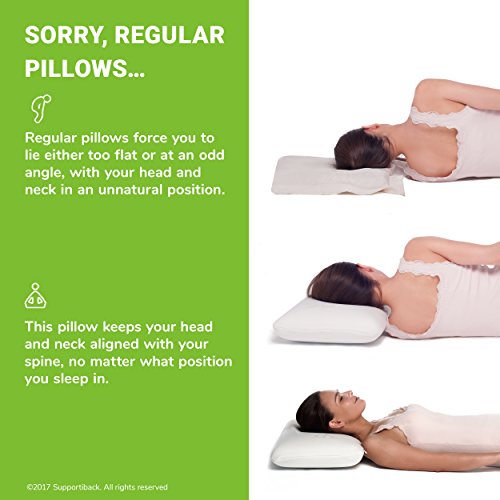 SORRY, REGULAR
PILLOWS...
Regular pillows force you to
lie either too flat or at an odd
angle, with your head and
neck in an unnatural position.
This pillow keeps your head
and neck aligned with your
spine, no matter what position
you sleep in.
©2017 Supportiback. All rights reserved